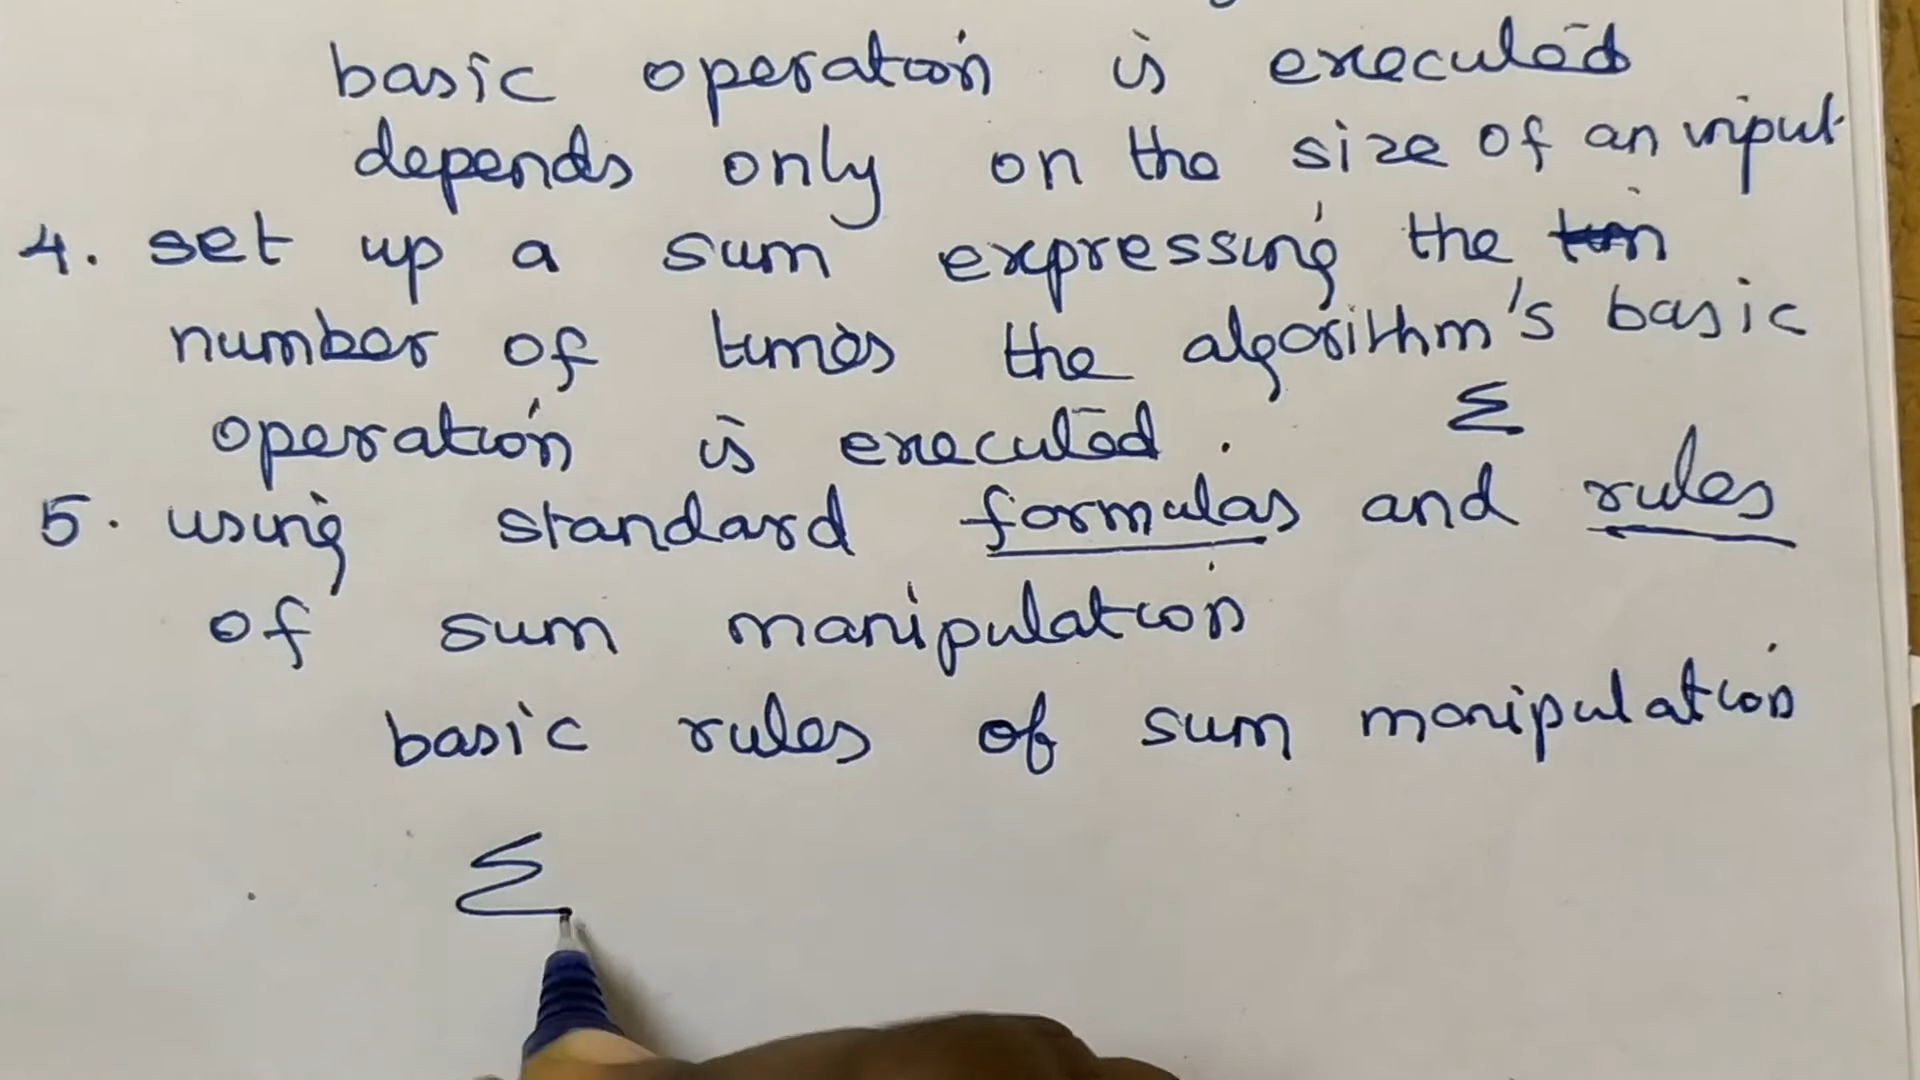 basic operation is executed
depends only on the size of an input
4. set up a sum expressing the
number of times the algorithm's basic
operation is executed. Σ
5. using standard formulas and rules
of sum manipulation
basic rules of sum manipulation
Σ